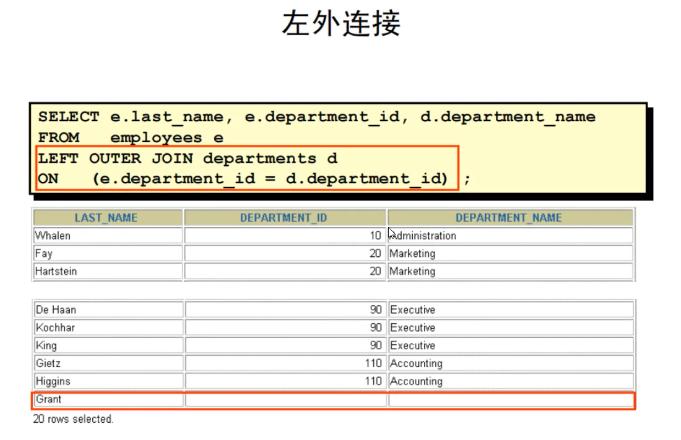 左外连接
SELECT e.last_name, e.department_id, d.department_name
FROM employees e
LEFT OUTER JOIN departments d
ON (e.department_id = d.department_id) ;
LAST_NAME DEPARTMENT_ID DEPARTMENT_NAME
Whalen 10 Administration
Fay 20 Marketing
Hartstein 20 Marketing
De Haan 90 Executive
Kochhar 90 Executive
King 90 Executive
Gietz 110 Accounting
Higgins 110 Accounting
Grant
20 rows selected.